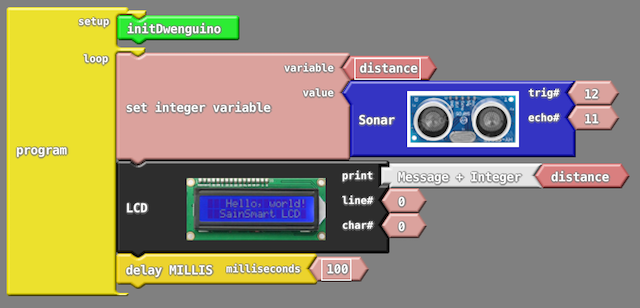 setup
initDwenguino
loop
variable
distance
set integer variable
value
Sonar
trig#
12
echo#
11
program
LCD
Hello, world!
SainSmart LCD
print
Message + Integer
distance
line#
0
char#
0
delay MILLIS
milliseconds
100